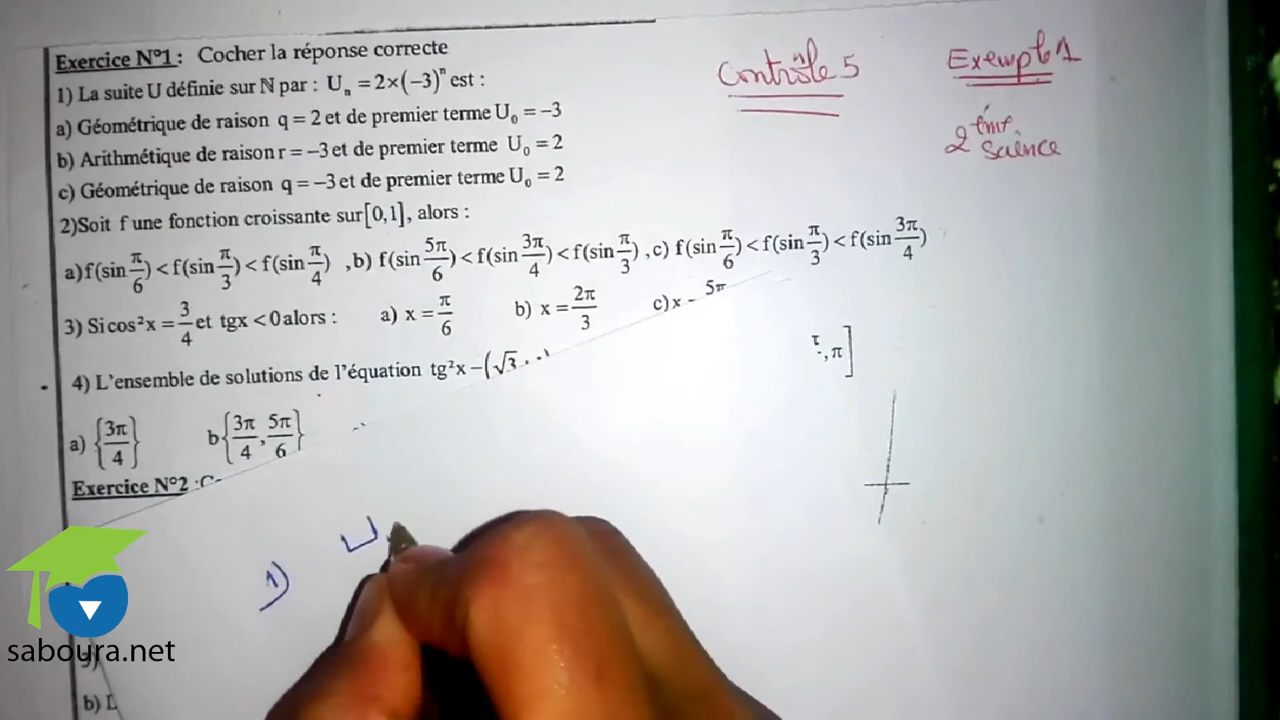 Exercice N°1 : Cocher la réponse correcte
Contrôle n°5
Exemple 1
2ème Science
1) La suite U définie sur ℕ par : Uₙ = 2×(−3)ⁿ est :
a) Géométrique de raison q = 2 et de premier terme U₀ = −3
b) Arithmétique de raison r = −3 et de premier terme U₀ = 2
c) Géométrique de raison q = −3 et de premier terme U₀ = 2
2)Soit f une fonction croissante sur [0,1], alors :
a) f(sin π/6) < f(sin π/3) < f(sin π/4) ,b) f(sin 5π/6) < f(sin 3π/4) < f(sin π/3) ,c) f(sin π/6) < f(sin π/3) < f(sin 3π/4)
3) Si cos²x = 3/4 et tgx < 0 alors : a) x = π/6 b) x = 2π/3 c) x - 5π
4) L'ensemble de solutions de l'équation tg²x − (√3 , π]
a) {3π/4} b {3π/4, 5π/6}
Exercice N°2 :
1) U
b)
saboura.net